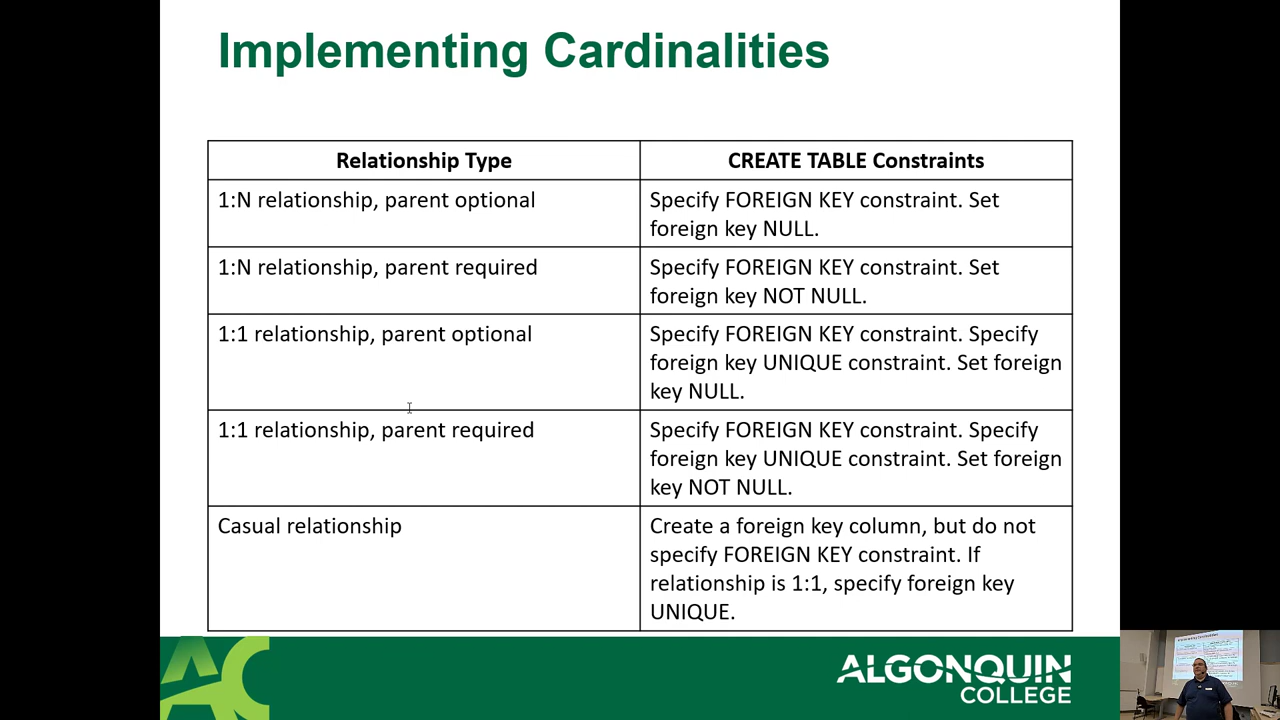 Implementing Cardinalities
Relationship Type
CREATE TABLE Constraints
1:N relationship, parent optional
Specify FOREIGN KEY constraint. Set
foreign key NULL.
1:N relationship, parent required
Specify FOREIGN KEY constraint. Set
foreign key NOT NULL.
1:1 relationship, parent optional
Specify FOREIGN KEY constraint. Specify
foreign key UNIQUE constraint. Set foreign
key NULL.
1:1 relationship, parent required
Specify FOREIGN KEY constraint. Specify
foreign key UNIQUE constraint. Set foreign
key NOT NULL.
Casual relationship
Create a foreign key column, but do not
specify FOREIGN KEY constraint. If
relationship is 1:1, specify foreign key
UNIQUE.
AC
ALGONQUIN
COLLEGE